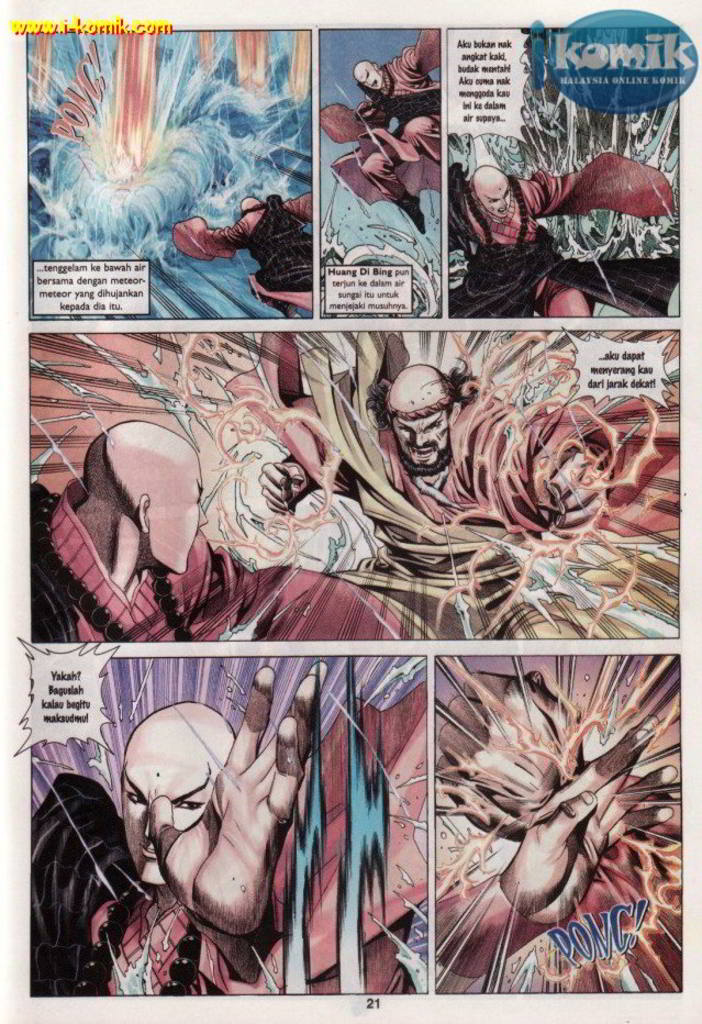 www.i-komik.com
ikomik
MALAYSIA ONLINE KOMIK
PONG!
...tenggelam ke bawah air
bersama dengan meteor-
meteor yang dihujankan
kepada dia itu.
Huang Di Bing pun
terjun ke dalam air
sungai itu untuk
menjejaki musuhnya.
Aku bukan nak
angkat kaki,
budak mentah!
Aku cuma nak
menggoda kau
ini ke dalam
air supaya...
...aku dapat
menyerang kau
dari jarak dekat!
Yakah?
Baguslah
kalau begitu
maksudmu!
PONG!
21